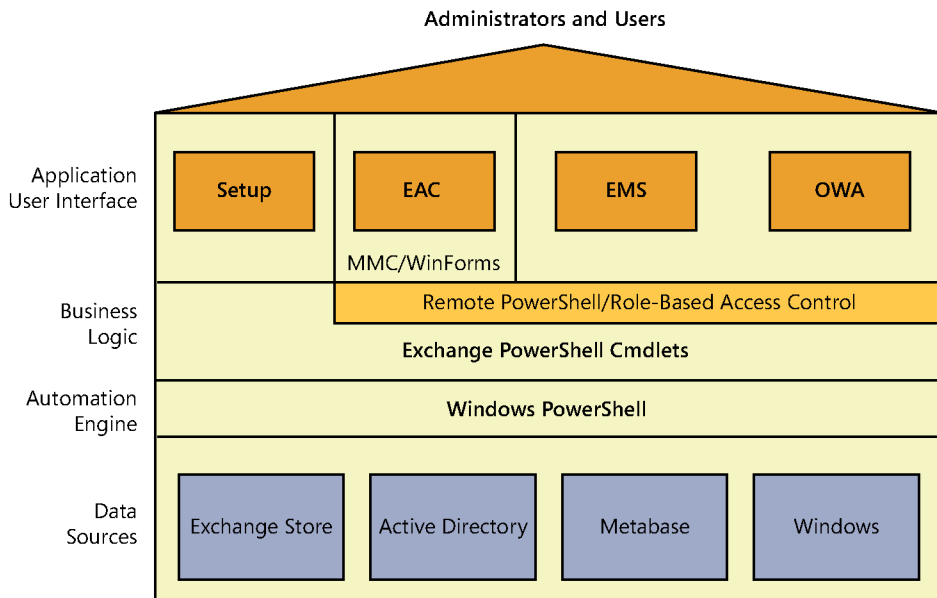 Administrators and Users
Application
User Interface
Setup
EAC
EMS
OWA
MMC/WinForms
Business
Logic
Remote PowerShell/Role-Based Access Control
Exchange PowerShell Cmdlets
Automation
Engine
Windows PowerShell
Data
Sources
Exchange Store
Active Directory
Metabase
Windows